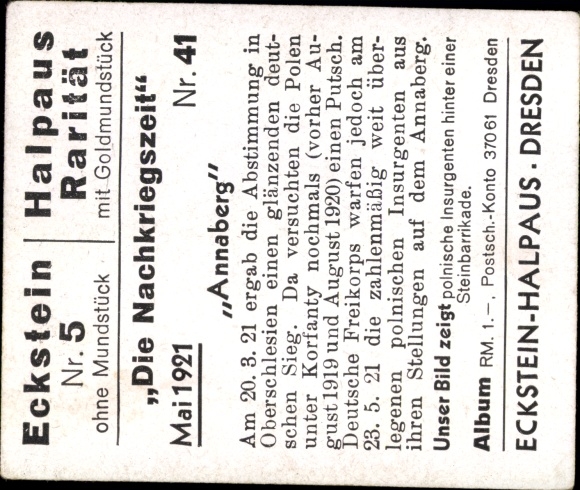 Eckstein Halpaus
Nr. 5 Rarität
ohne Mundstück mit Goldmundstück
„Die Nachkriegszeit“
Mai 1921 Nr. 41
„Annaberg“
Am 20. 3. 21 ergab die Abstimmung in
Oberschlesien einen glänzenden deut-
schen Sieg. Da versuchten die Polen
unter Korfanty nochmals (vorher Au-
gust 1919 und August 1920) einen Putsch.
Deutsche Freikorps warfen jedoch am
23. 5. 21 die zahlenmäßig weit über-
legenen polnischen Insurgenten aus
ihren Stellungen auf dem Annaberg.
Unser Bild zeigt polnische Insurgenten hinter einer
Steinbarrikade.
Album RM. 1.–, Postsch.-Konto 37061 Dresden
ECKSTEIN-HALPAUS · DRESDEN